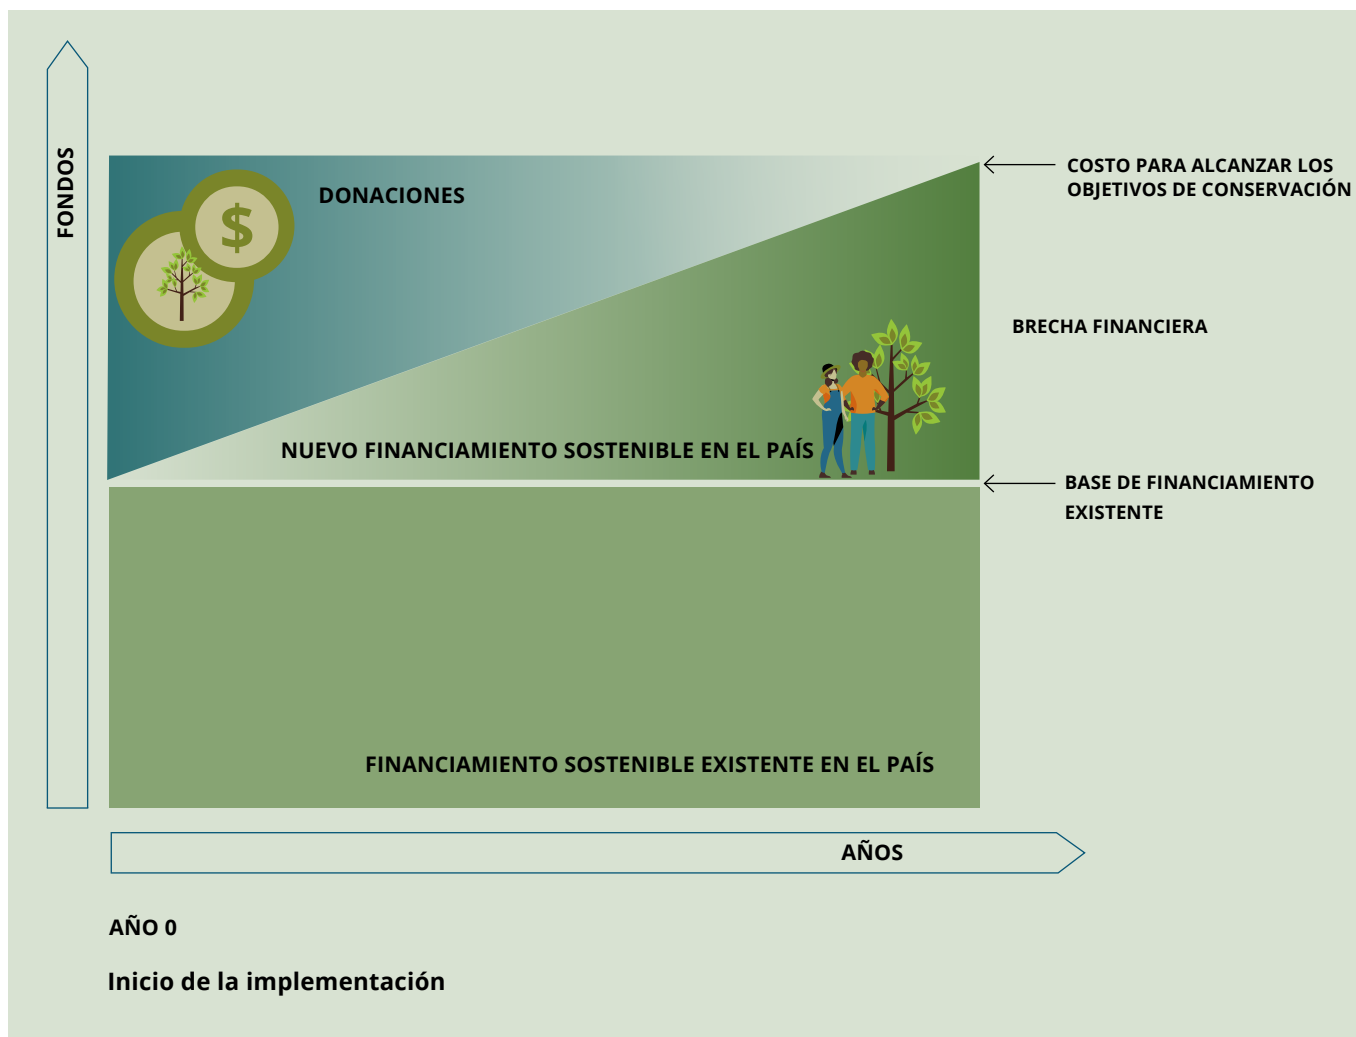 FONDOS
DONACIONES
$
COSTO PARA ALCANZAR LOS
OBJETIVOS DE CONSERVACIÓN
BRECHA FINANCIERA
NUEVO FINANCIAMIENTO SOSTENIBLE EN EL PAÍS
BASE DE FINANCIAMIENTO
EXISTENTE
FINANCIAMIENTO SOSTENIBLE EXISTENTE EN EL PAÍS
AÑOS
AÑO 0
Inicio de la implementación